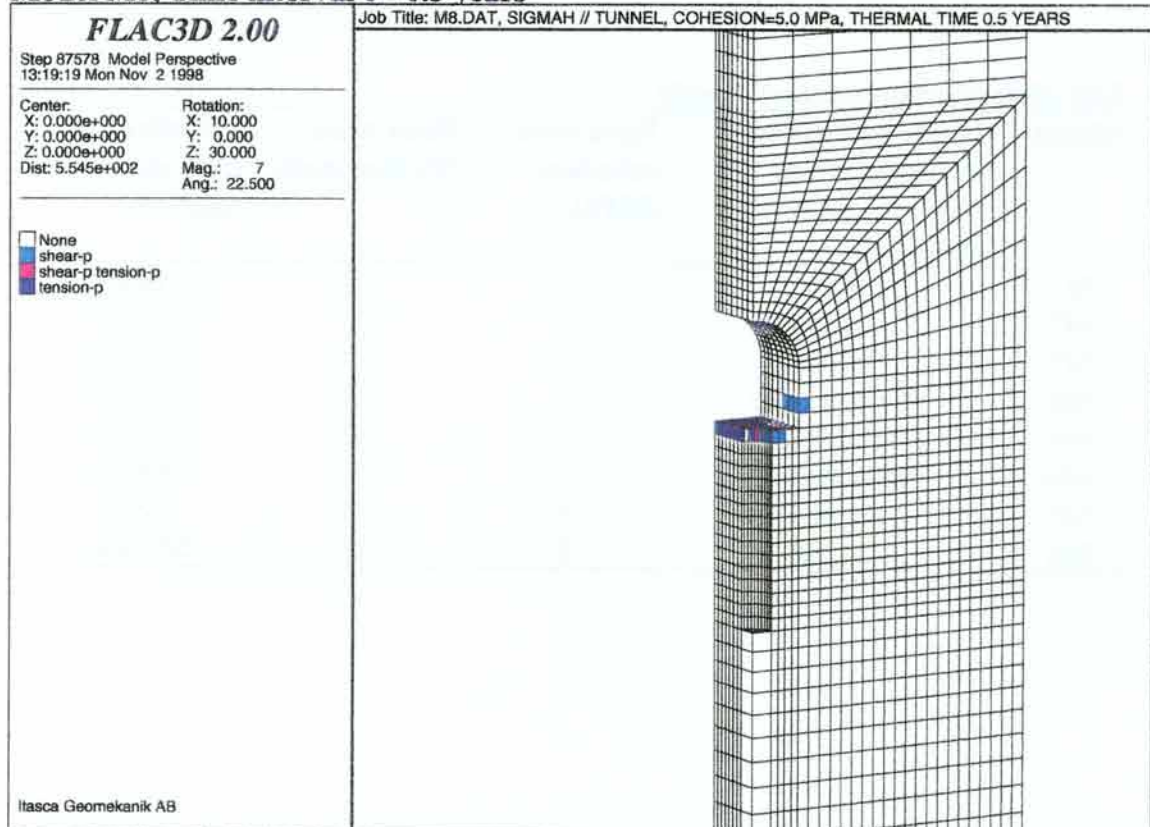 FLAC3D 2.00
Step 87578 Model Perspective
13:19:19 Mon Nov 2 1998
Center:
X: 0.000e+000
Y: 0.000e+000
Z: 0.000e+000
Dist: 5.545e+002
Rotation:
X: 10.000
Y: 0.000
Z: 30.000
Mag.: 7
Ang.: 22.500
None
shear-p
shear-p tension-p
tension-p
Itasca Geomekanik AB
Job Title: M8.DAT, SIGMAH // TUNNEL, COHESION=5.0 MPa, THERMAL TIME 0.5 YEARS